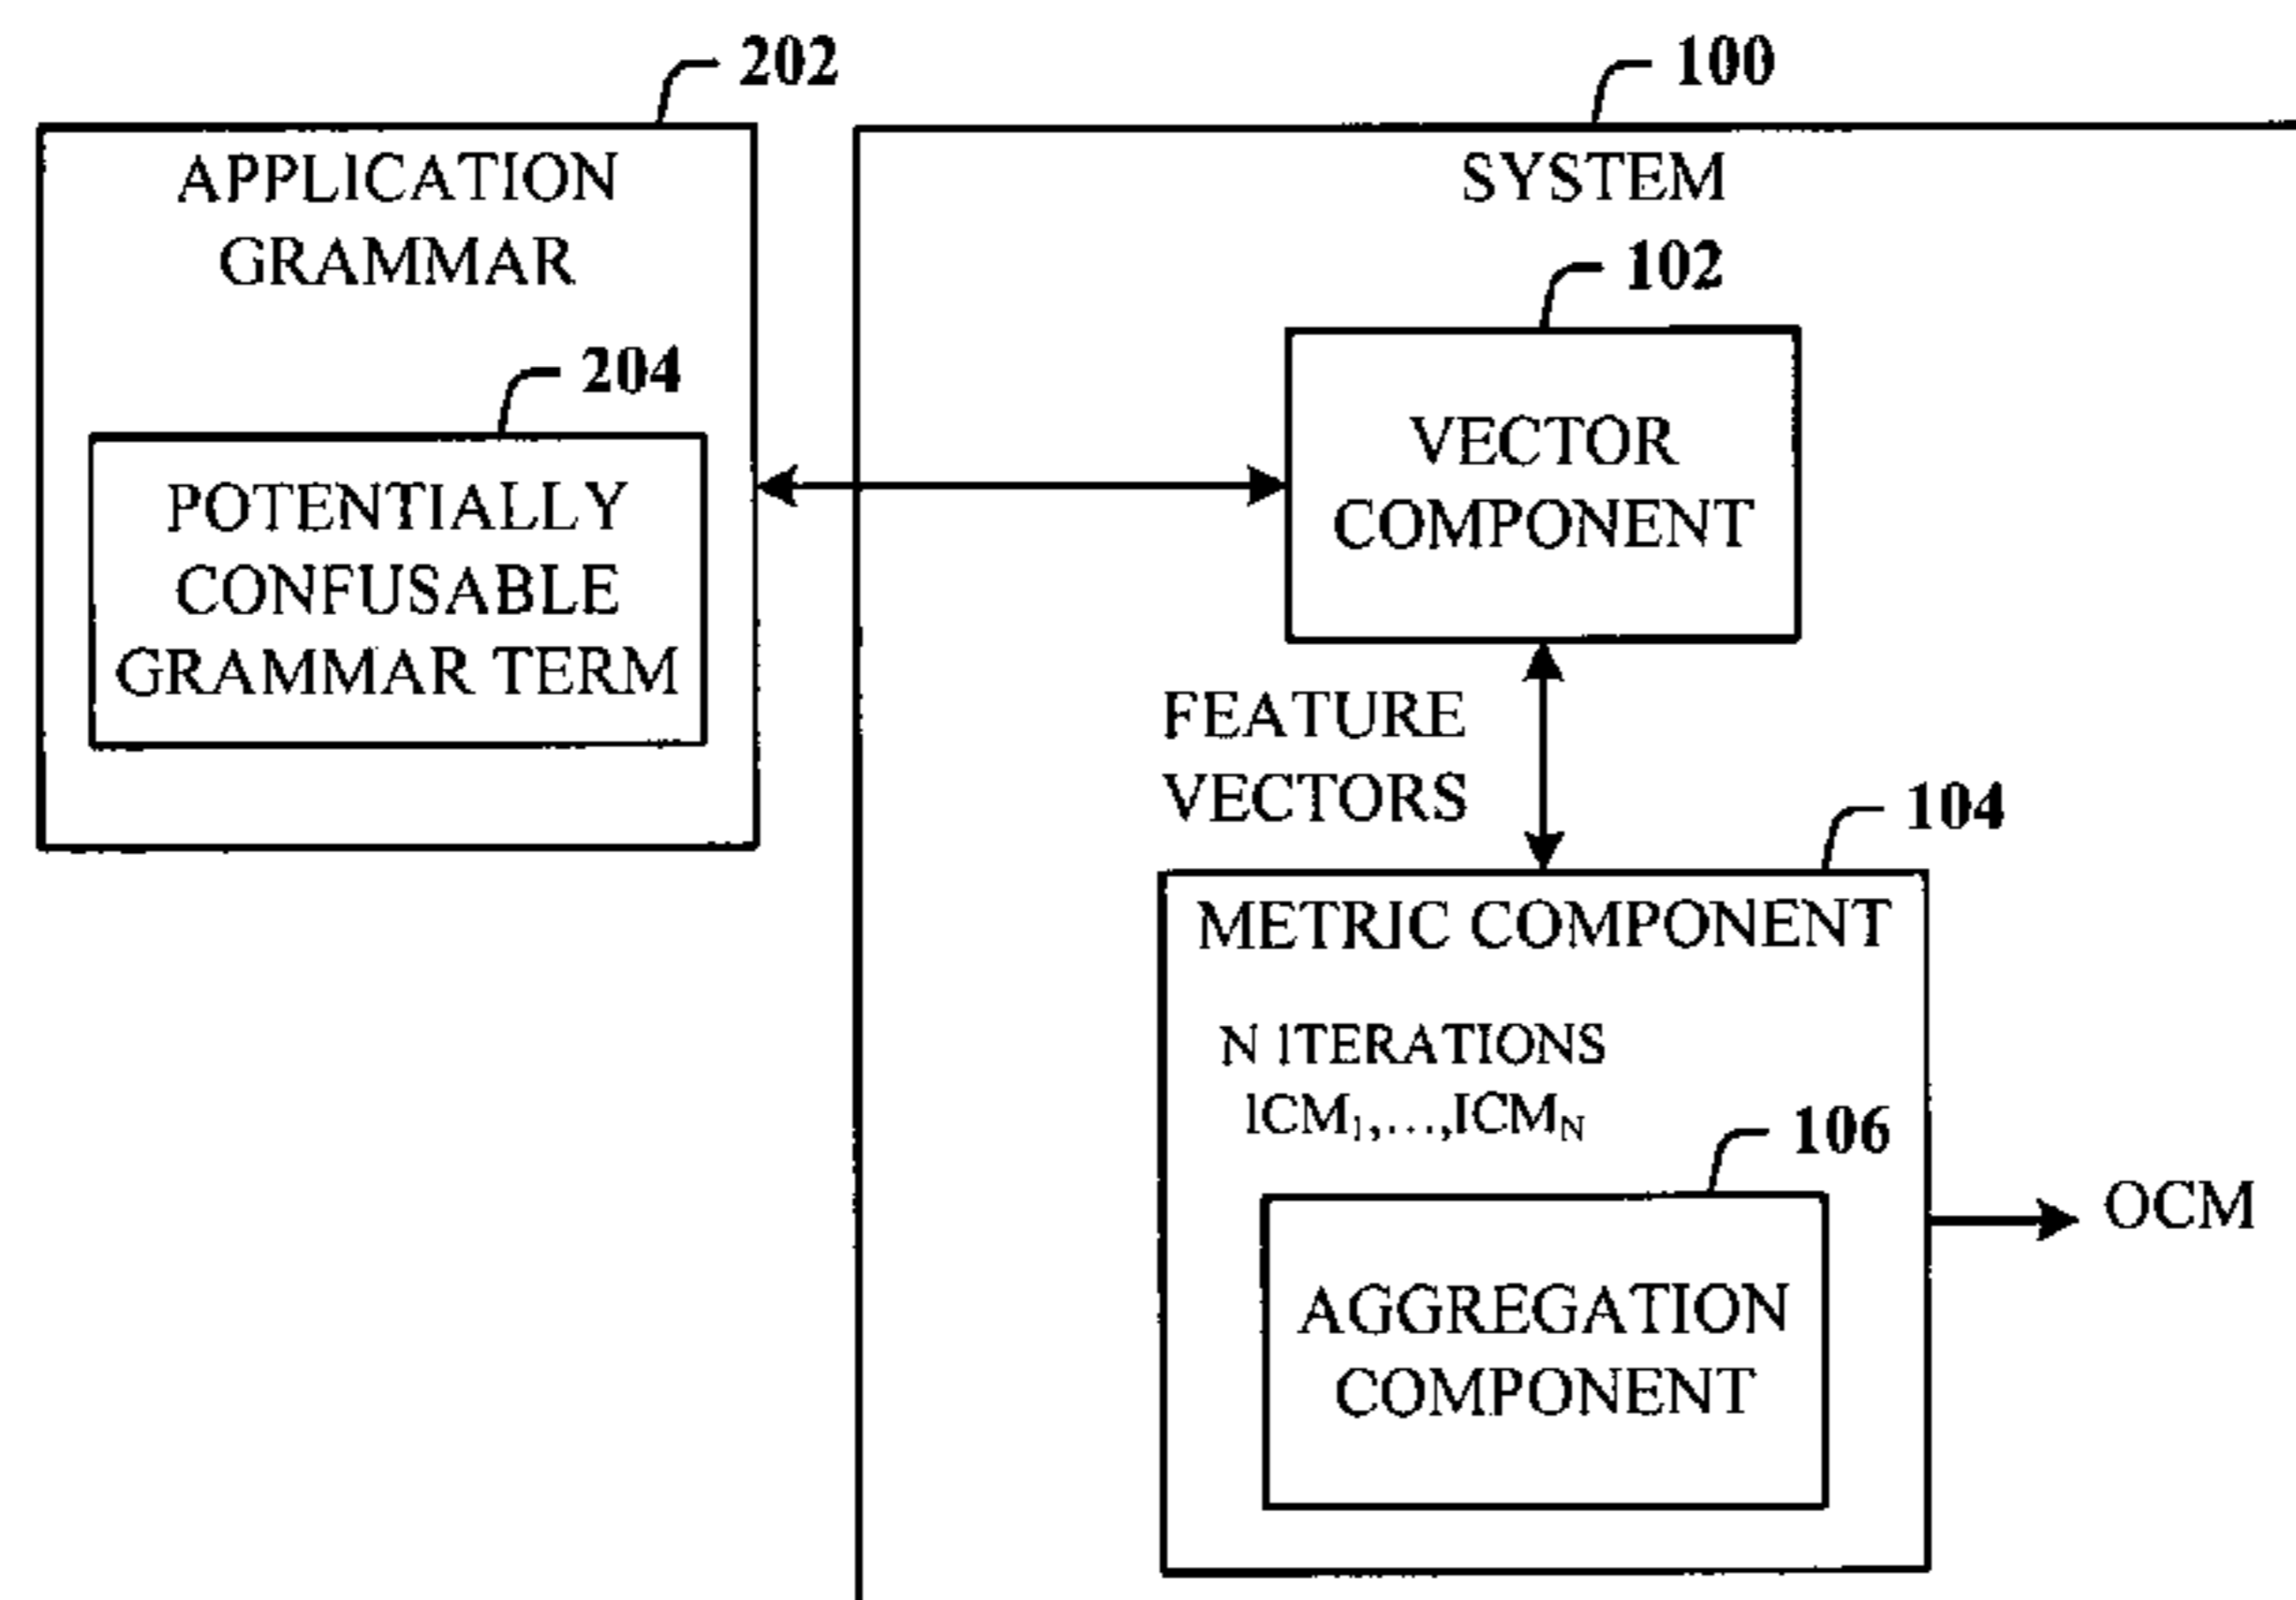 202
APPLICATION
GRAMMAR
204
POTENTIALLY
CONFUSABLE
GRAMMAR TERM
100
SYSTEM
102
VECTOR
COMPONENT
FEATURE
VECTORS
104
METRIC COMPONENT
N ITERATIONS
ICM₁,...,ICM_N
106
AGGREGATION
COMPONENT
OCM